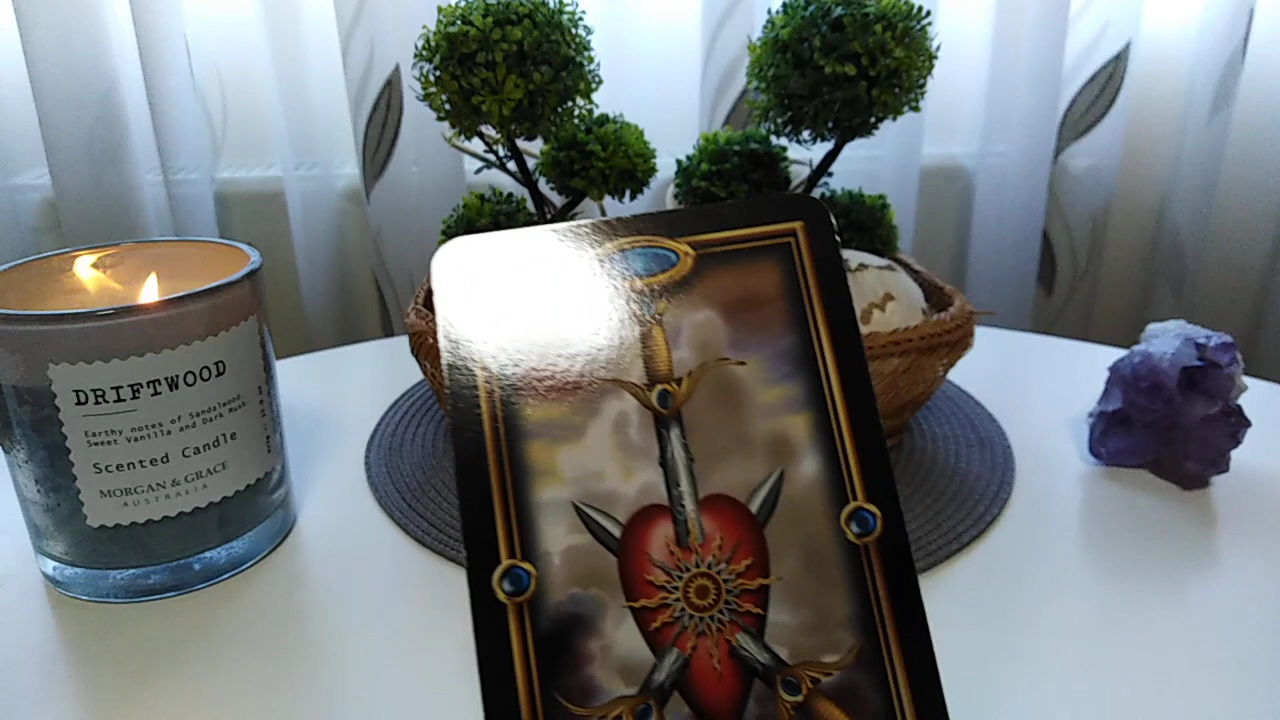 DRIFTWOOD
Earthy notes of Sandalwood,
Sweet Vanilla and Dark Musk
Scented Candle
MORGAN & GRACE
AUSTRALIA